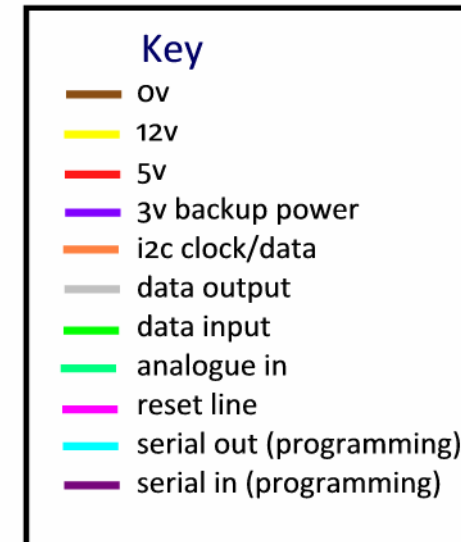 Key
0v
12v
5v
3v backup power
i2c clock/data
data output
data input
analogue in
reset line
serial out (programming)
serial in (programming)